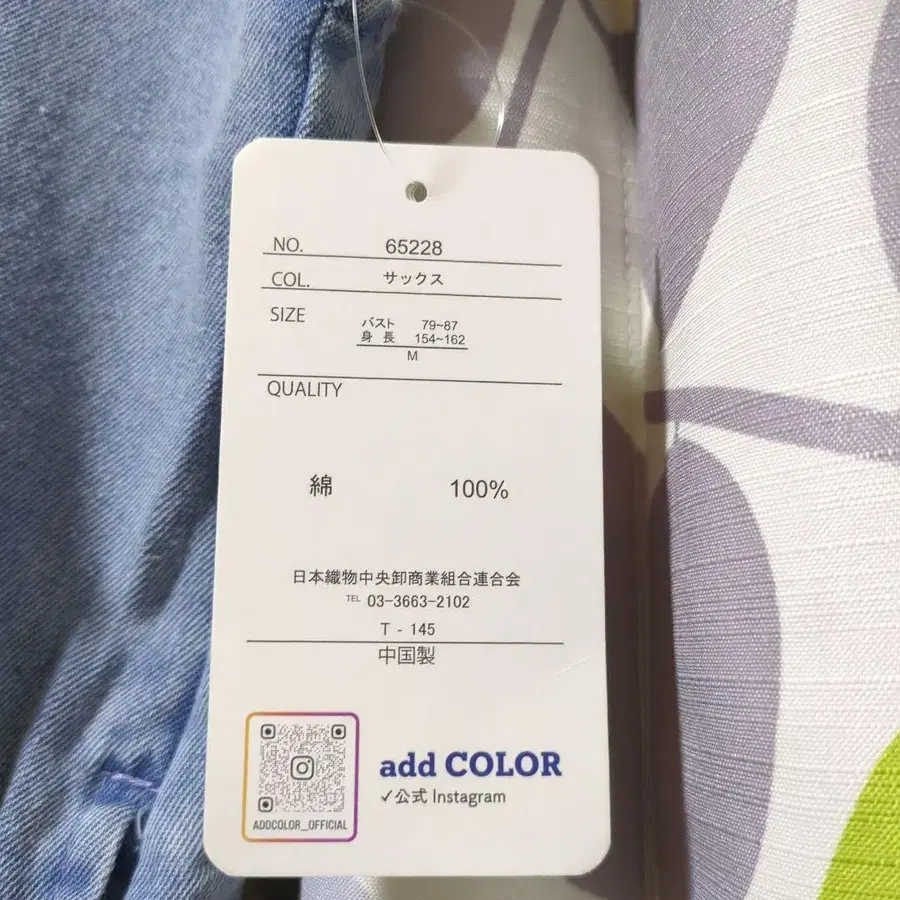 NO. 65228
COL. サックス
SIZE
バスト 79~87
身 長 154~162
M
QUALITY
綿 100%
日本織物中央卸商業組合連合会
TEL 03-3663-2102
T - 145
中国製
ADDCOLOR_OFFICIAL
add COLOR
✓公式 Instagram